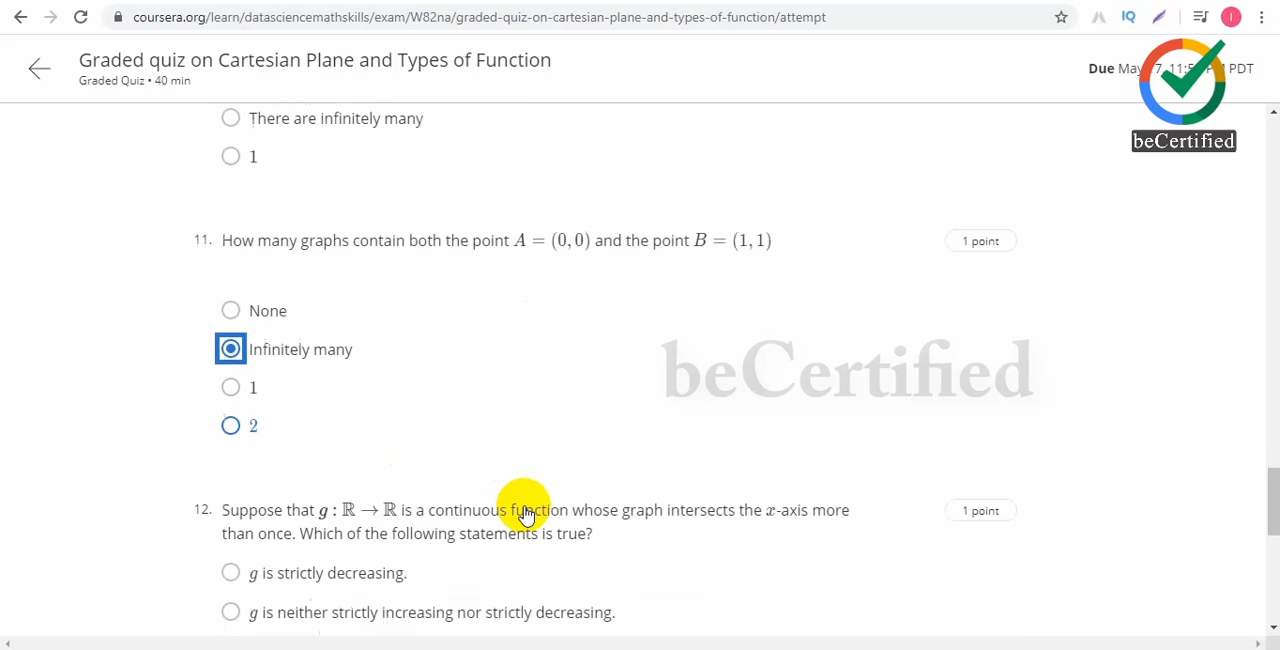 coursera.org/learn/datasciencemathskills/exam/W82na/graded-quiz-on-cartesian-plane-and-types-of-function/attempt
IQ
Graded quiz on Cartesian Plane and Types of Function
Graded Quiz • 40 min
Due May
PDT
beCertified
There are infinitely many
1
11. How many graphs contain both the point A = (0, 0) and the point B = (1, 1)
1 point
None
Infinitely many
1
2
beCertified
12. Suppose that g : ℝ → ℝ is a continuous function whose graph intersects the x-axis more
than once. Which of the following statements is true?
1 point
g is strictly decreasing.
g is neither strictly increasing nor strictly decreasing.